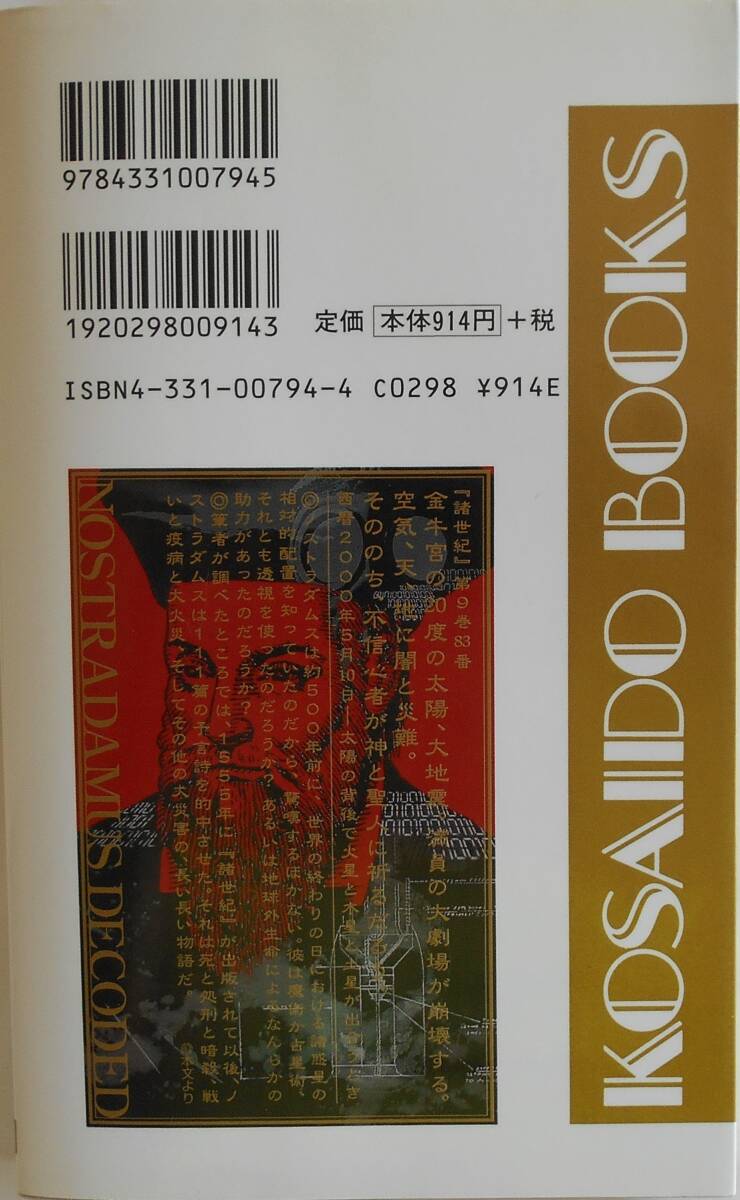 9784331007945
1920298009143
定価 本体914円 +税
ISBN4-331-00794-4 C0298 ¥914E
KOSAIDO BOOKS
『諸世紀』第9巻83番
金牛宮の20度の太陽、大地震、満員の大劇場が崩壊する。
空気、天、地に闇と災難。
そののち、不信心者が神と聖人に祈るだろう。
西暦2000年5月10日―太陽の背後で火星と木星と土星が出会うとき
◎ノストラダムスは約500年前に、世界の終わりの日における諸惑星の
相対的配置を知っていたのだから、驚嘆するほかない。彼は魔術か占星術、
それとも透視を使ったのだろうか?あるいは地球外生命によるなんらかの
助力があったのだろうか?
◎筆者が調べたところでは、1555年に『諸世紀』が出版されて以後、ノ
ストラダムスは 篇の予言詩を的中させた。それは死と処刑と暗殺、戦
いと疫病と大火災、そしてその他の大災害の、長い長い物語だ。
◎本文より
NOSTRADAMUS DECODED